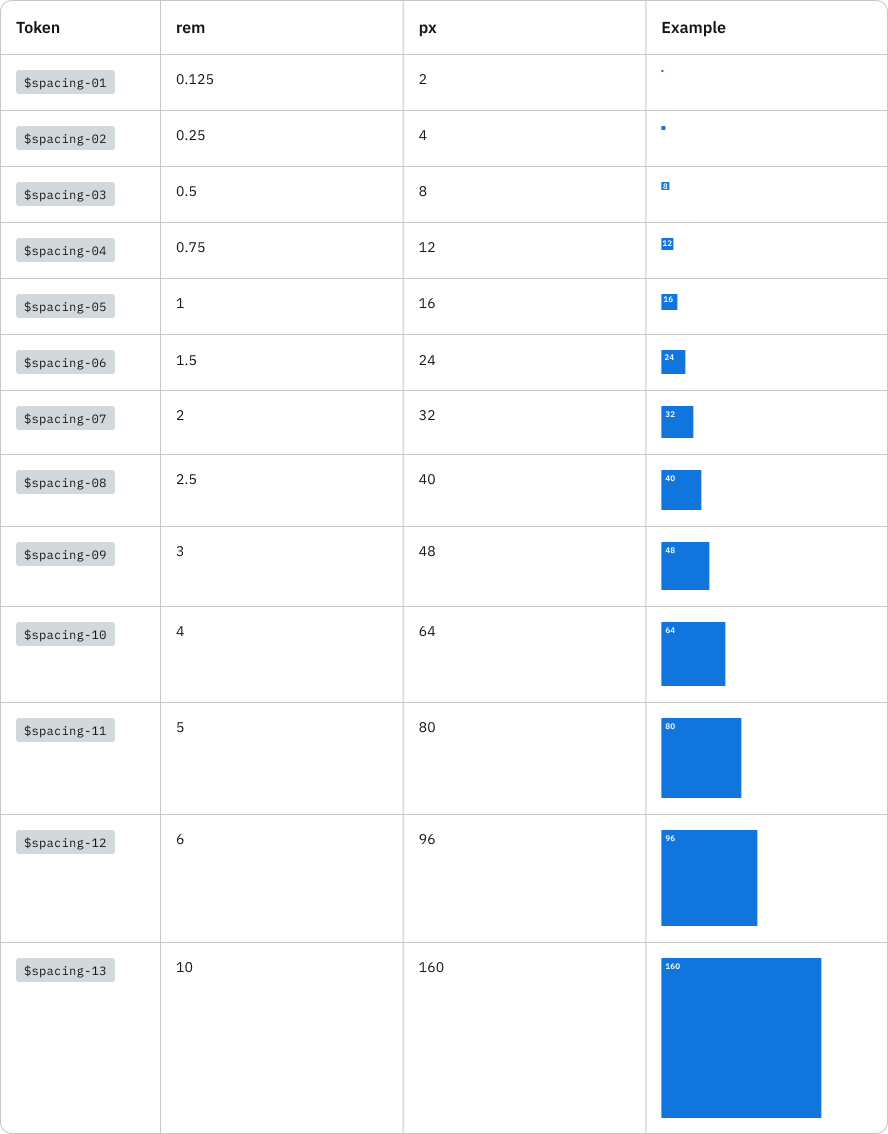 Token rem px Example
$spacing-01 0.125 2
$spacing-02 0.25 4
$spacing-03 0.5 8 8
$spacing-04 0.75 12 12
$spacing-05 1 16 16
$spacing-06 1.5 24 24
$spacing-07 2 32 32
$spacing-08 2.5 40 40
$spacing-09 3 48 48
$spacing-10 4 64 64
$spacing-11 5 80 80
$spacing-12 6 96 96
$spacing-13 10 160 160